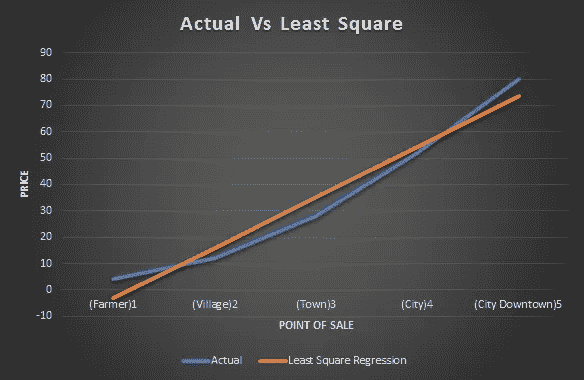 Actual Vs Least Square
90
80
70
60
50
40
30
20
10
0
-10
PRICE
(Farmer)1 (Village)2 (Town)3 (City)4 (City Downtown)5
POINT OF SALE
Actual Least Square Regression